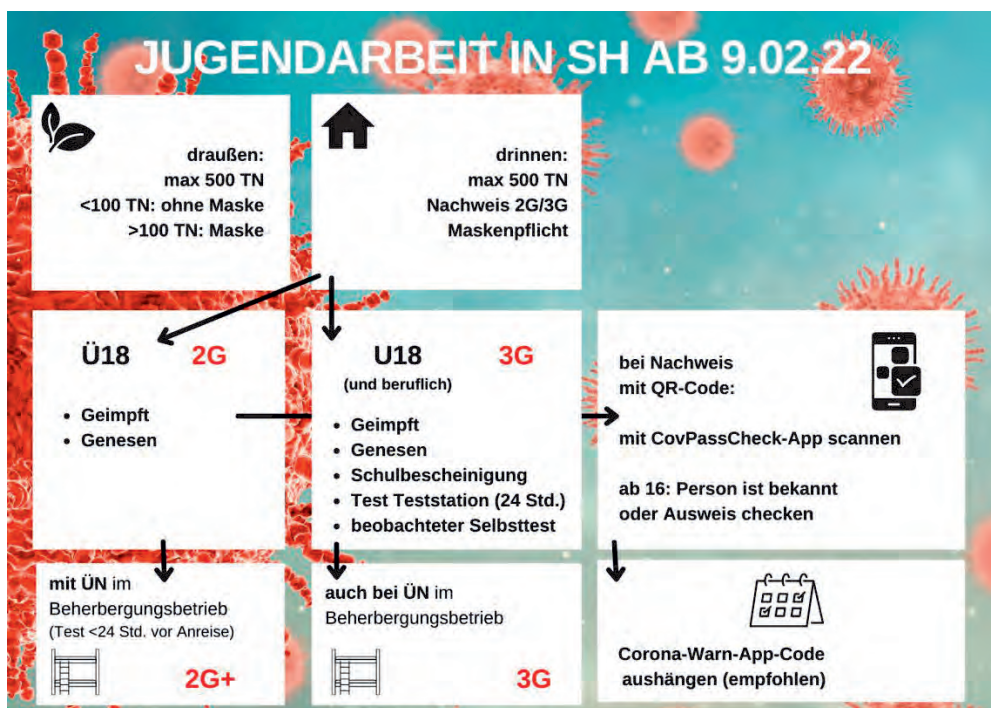 JUGENDARBEIT IN SH AB 9.02.22
draußen:
max 500 TN
<100 TN: ohne Maske
>100 TN: Maske
drinnen:
max 500 TN
Nachweis 2G/3G
Maskenpflicht
Ü18 2G
• Geimpft
• Genesen
U18 3G
(und beruflich)
• Geimpft
• Genesen
• Schulbescheinigung
• Test Teststation (24 Std.)
• beobachteter Selbsttest
bei Nachweis
mit QR-Code:
mit CovPassCheck-App scannen
ab 16: Person ist bekannt
oder Ausweis checken
mit ÜN im
Beherbergungsbetrieb
(Test <24 Std. vor Anreise)
2G+
auch bei ÜN im
Beherbergungsbetrieb
3G
Corona-Warn-App-Code
aushängen (empfohlen)